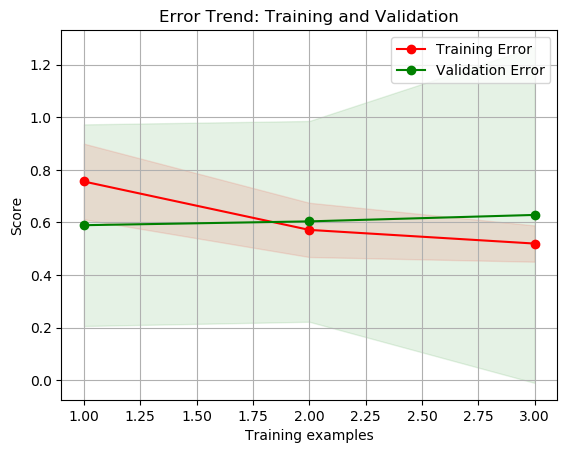 Error Trend: Training and Validation
Training Error
Validation Error
Score
1.2
1.0
0.8
0.6
0.4
0.2
0.0
1.00 1.25 1.50 1.75 2.00 2.25 2.50 2.75 3.00
Training examples